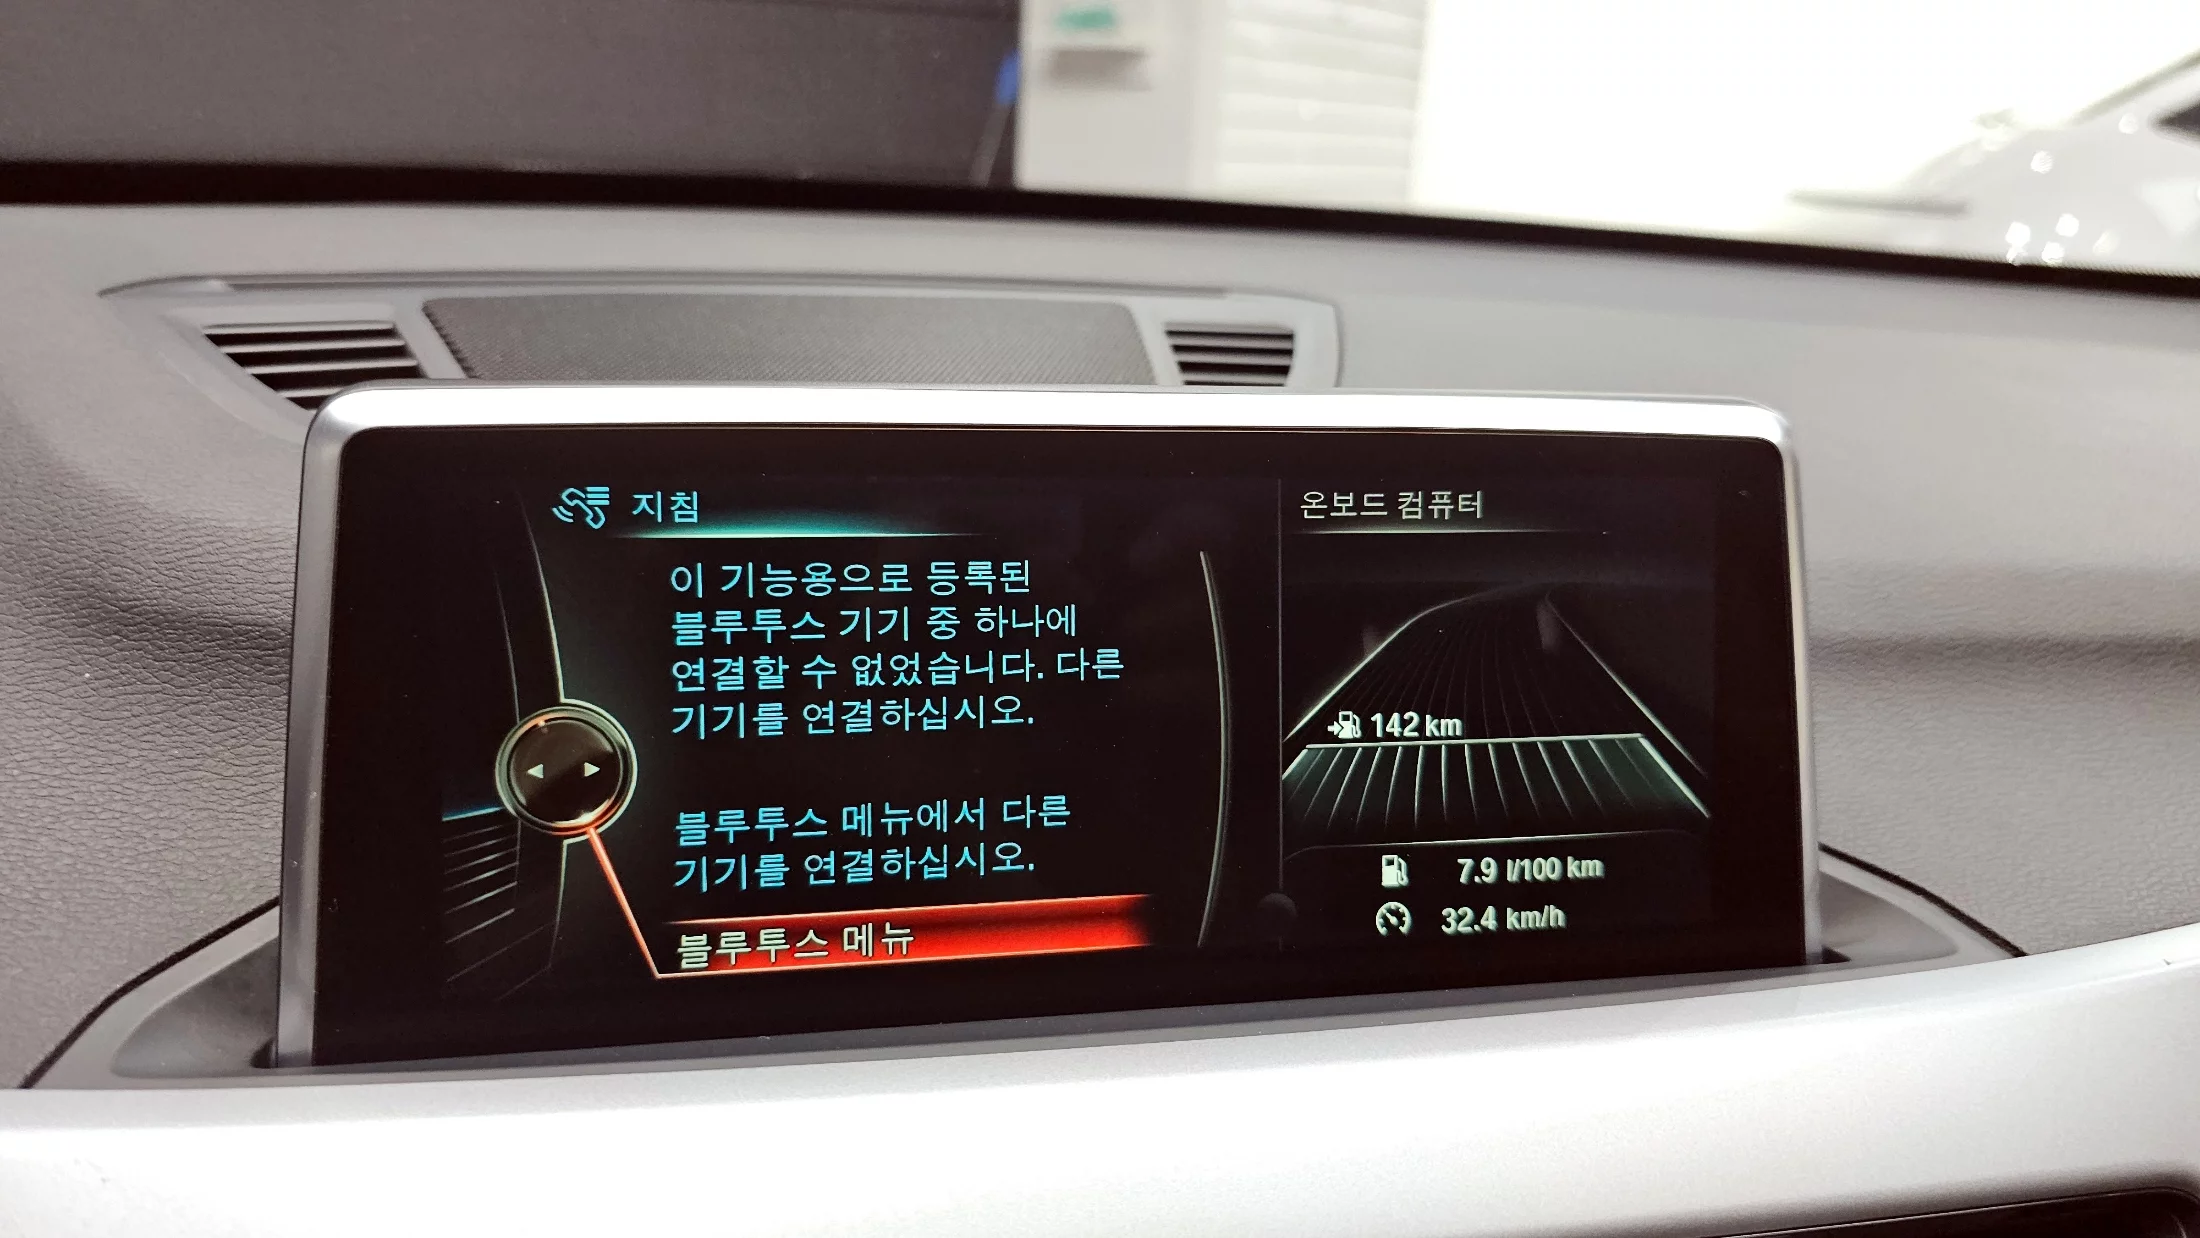 지침
이 기능용으로 등록된
블루투스 기기 중 하나에
연결할 수 없었습니다. 다른
기기를 연결하십시오.
블루투스 메뉴에서 다른
기기를 연결하십시오.
블루투스 메뉴
온보드 컴퓨터
142 km
7.9 l/100 km
32.4 km/h